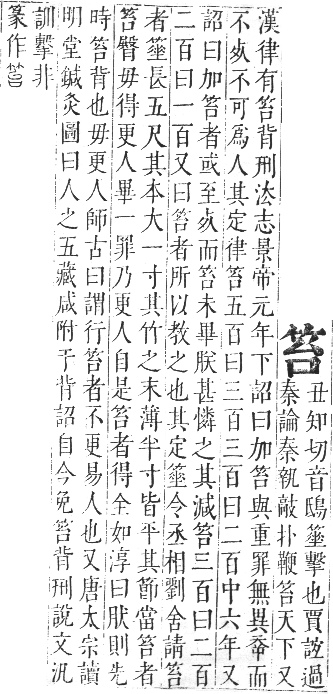 笞
丑知切音鴟箠擊也賈誼過
秦論秦執敲扑鞭笞天下又
漢律有笞背刑法志景帝元年下詔曰加笞與重罪無異㚔而
不死不可爲人其定律笞五百曰三百三百曰二百中六年又
詔曰加笞者或至死而笞未畢朕甚憐之其減笞三百曰二百
二百曰一百又曰笞者所以敎之也其定箠令丞相劉舍請笞
者箠長五尺其本大一寸其竹之末薄半寸皆平其節當笞者
笞臀毋得更人畢一罪乃更人自是笞者得全如淳曰肰則先
時笞背也毋更人師古曰謂行笞者不更易人也又唐太宗讀
明堂鍼灸圖曰人之五藏咸附于背詔自今免笞背刑說文汎
訓擊非
篆作